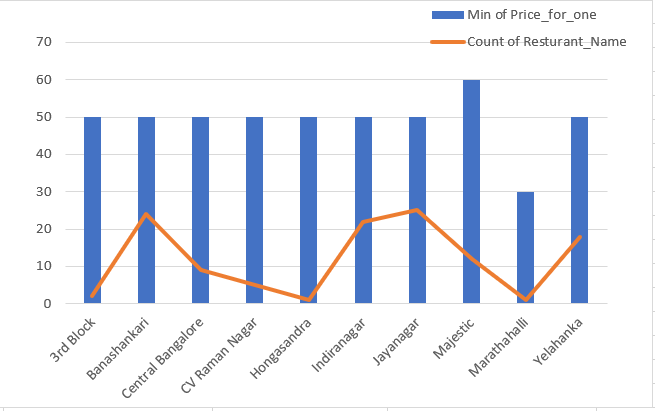 Min of Price_for_one
Count of Resturant_Name
70
60
50
40
30
20
10
0
3rd Block
Banashankari
Central Bangalore
CV Raman Nagar
Hongasandra
Indiranagar
Jayanagar
Majestic
Marathahalli
Yelahanka